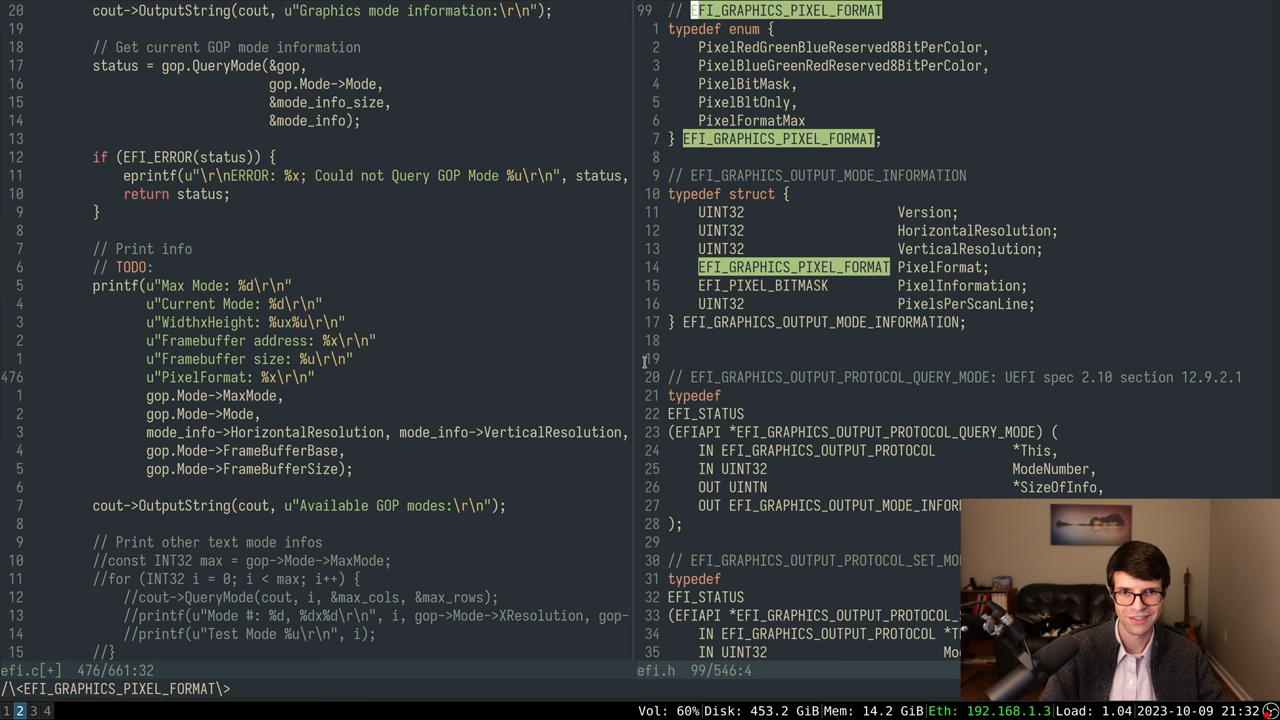 20         cout->OutputString(cout, u"Graphics mode information:\r\n");
19
18         // Get current GOP mode information
17         status = gop.QueryMode(&gop,
16                                gop.Mode->Mode,
15                                &mode_info_size,
14                                &mode_info);
13
12         if (EFI_ERROR(status)) {
11             eprintf(u"\r\nERROR: %x; Could not Query GOP Mode %u\r\n", status,
10             return status;
9         }
8
7         // Print info
6         // TODO:
5         printf(u"Max Mode: %d\r\n"
4                u"Current Mode: %d\r\n"
3                u"WidthxHeight: %ux%u\r\n"
2                u"Framebuffer address: %x\r\n"
1                u"Framebuffer size: %u\r\n"
476                u"PixelFormat: %x\r\n"
1                gop.Mode->MaxMode,
2                gop.Mode->Mode,
3                mode_info->HorizontalResolution, mode_info->VerticalResolution,
4                gop.Mode->FrameBufferBase,
5                gop.Mode->FrameBufferSize);
6
7         cout->OutputString(cout, u"Available GOP modes:\r\n");
8
9         // Print other text mode infos
10         //const INT32 max = gop->Mode->MaxMode;
11         //for (INT32 i = 0; i < max; i++) {
12             //cout->QueryMode(cout, i, &max_cols, &max_rows);
13             //printf(u"Mode #: %d, %dx%d\r\n", i, gop->Mode->XResolution, gop-
14             //printf(u"Test Mode %u\r\n", i);
15         //}
efi.c[+]  476/661:32
99 // EFI_GRAPHICS_PIXEL_FORMAT
1 typedef enum {
2     PixelRedGreenBlueReserved8BitPerColor,
3     PixelBlueGreenRedReserved8BitPerColor,
4     PixelBitMask,
5     PixelBltOnly,
6     PixelFormatMax
7 } EFI_GRAPHICS_PIXEL_FORMAT;
8
9 // EFI_GRAPHICS_OUTPUT_MODE_INFORMATION
10 typedef struct {
11     UINT32                    Version;
12     UINT32                    HorizontalResolution;
13     UINT32                    VerticalResolution;
14     EFI_GRAPHICS_PIXEL_FORMAT PixelFormat;
15     EFI_PIXEL_BITMASK         PixelInformation;
16     UINT32                    PixelsPerScanLine;
17 } EFI_GRAPHICS_OUTPUT_MODE_INFORMATION;
18
19
20 // EFI_GRAPHICS_OUTPUT_PROTOCOL_QUERY_MODE: UEFI spec 2.10 section 12.9.2.1
21 typedef
22 EFI_STATUS
23 (EFIAPI *EFI_GRAPHICS_OUTPUT_PROTOCOL_QUERY_MODE) (
24     IN EFI_GRAPHICS_OUTPUT_PROTOCOL          *This,
25     IN UINT32                                ModeNumber,
26     OUT UINTN                                *SizeOfInfo,
27     OUT EFI_GRAPHICS_OUTPUT_MODE_INFOR
28 );
29
30 // EFI_GRAPHICS_OUTPUT_PROTOCOL_SET_MO
31 typedef
32 EFI_STATUS
33 (EFIAPI *EFI_GRAPHICS_OUTPUT_PROTOCOL_
34     IN EFI_GRAPHICS_OUTPUT_PROTOCOL *T
35     IN UINT32                       Mo
efi.h  99/546:4
/\<EFI_GRAPHICS_PIXEL_FORMAT\>
1 2 3 4
Vol: 60%|Disk: 453.2 GiB|Mem: 14.2 GiB|Eth: 192.168.1.3|Load: 1.04|2023-10-09 21:32